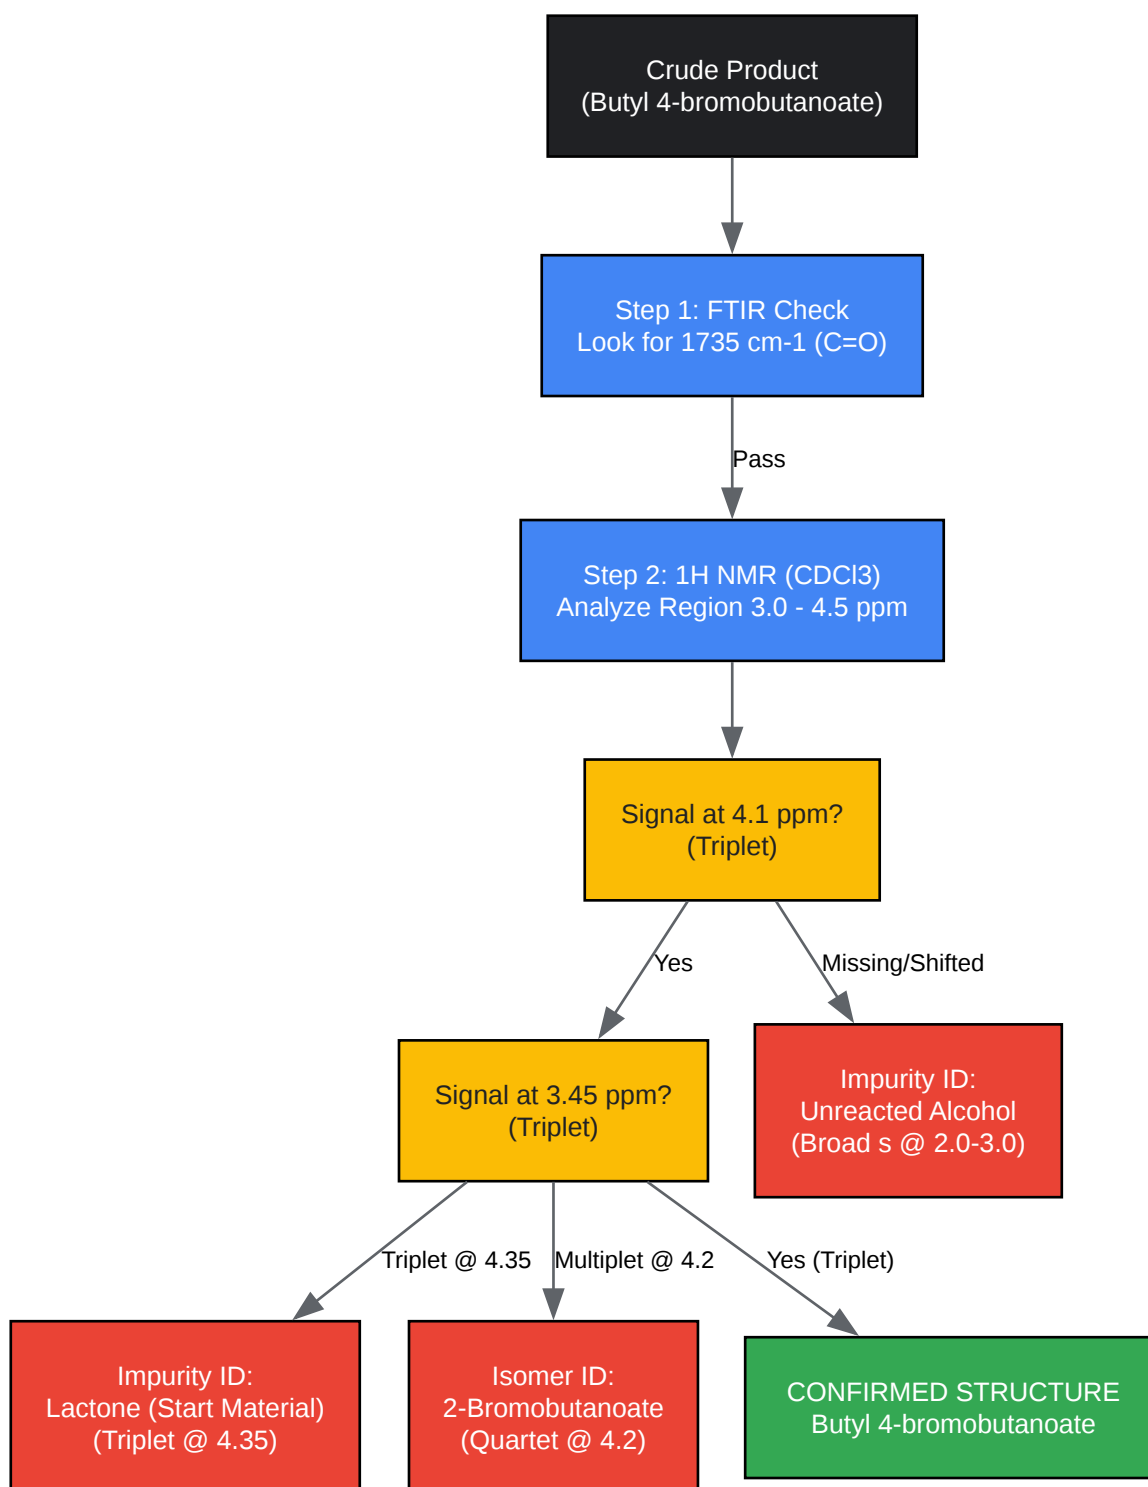 Crude Product
(Butyl 4-bromobutanoate)
Step 1: FTIR Check
Look for 1735 cm-1 (C=O)
Pass
Step 2: 1H NMR (CDCl3)
Analyze Region 3.0 - 4.5 ppm
Signal at 4.1 ppm?
(Triplet)
Yes
Missing/Shifted
Signal at 3.45 ppm?
(Triplet)
Impurity ID:
Unreacted Alcohol
(Broad s @ 2.0-3.0)
Triplet @ 4.35
Multiplet @ 4.2
Yes (Triplet)
Impurity ID:
Lactone (Start Material)
(Triplet @ 4.35)
Isomer ID:
2-Bromobutanoate
(Quartet @ 4.2)
CONFIRMED STRUCTURE
Butyl 4-bromobutanoate